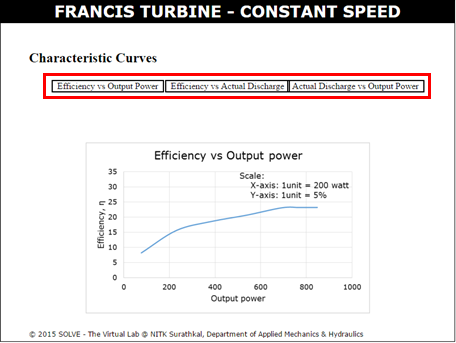 FRANCIS TURBINE - CONSTANT SPEED
Characteristic Curves
Efficiency vs Output Power Efficiency vs Actual Discharge Actual Discharge vs Output Power
Efficiency vs Output power
Scale:
X-axis: 1unit = 200 watt
Y-axis: 1unit = 5%
Efficiency, η
35
30
25
20
15
10
5
0
0 200 400 600 800 1000
Output power
© 2015 SOLVE - The Virtual Lab @ NITK Surathkal, Department of Applied Mechanics & Hydraulics